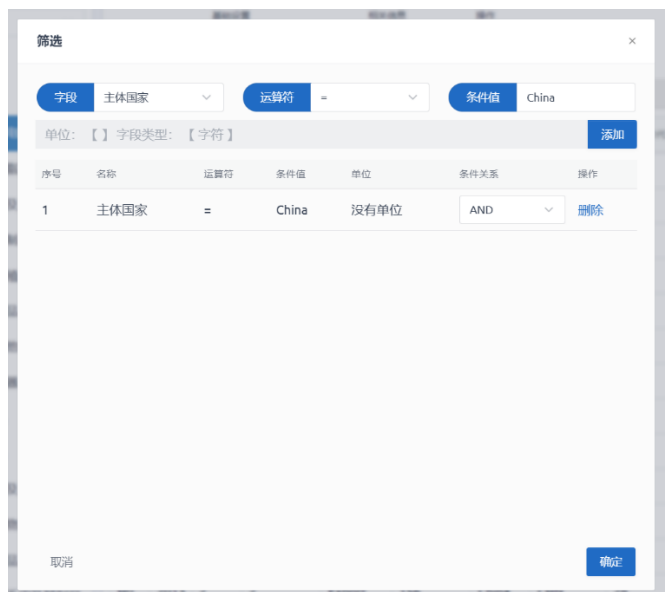 筛选 ×
字段 主体国家 运算符 = 条件值 China
单位: 【 】 字段类型: 【 字符 】 添加
序号 名称 运算符 条件值 单位 条件关系 操作
1 主体国家 = China 没有单位 AND 删除
取消 确定